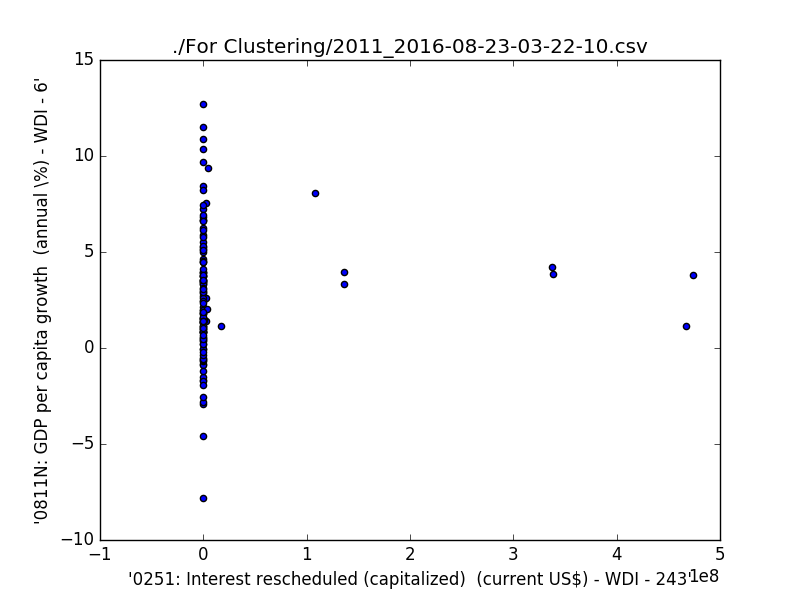 ./For Clustering/2011_2016-08-23-03-22-10.csv
15
10
5
0
−5
−10
'0811N: GDP per capita growth  (annual \%) - WDI - 6'
−1 0 1 2 3 4 5
1e8
'0251: Interest rescheduled (capitalized)  (current US$) - WDI - 243'